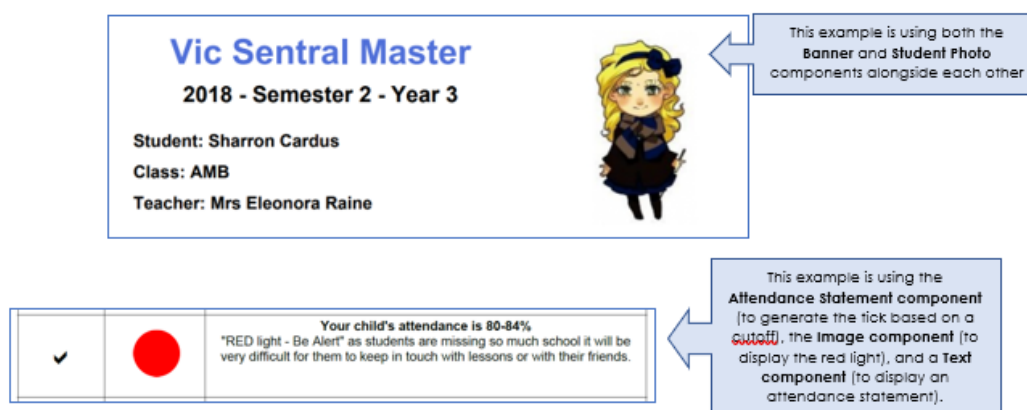 Vic Sentral Master
2018 - Semester 2 - Year 3
Student: Sharron Cardus
Class: AMB
Teacher: Mrs Eleonora Raine
This example is using both the
Banner and Student Photo
components alongside each other
Your child's attendance is 80-84%
"RED light - Be Alert" as students are missing so much school it will be
very difficult for them to keep in touch with lessons or with their friends.
This example is using the
Attendance Statement component
(to generate the tick based on a
cutoff), the Image component (to
display the red light), and a Text
component (to display an
attendance statement).